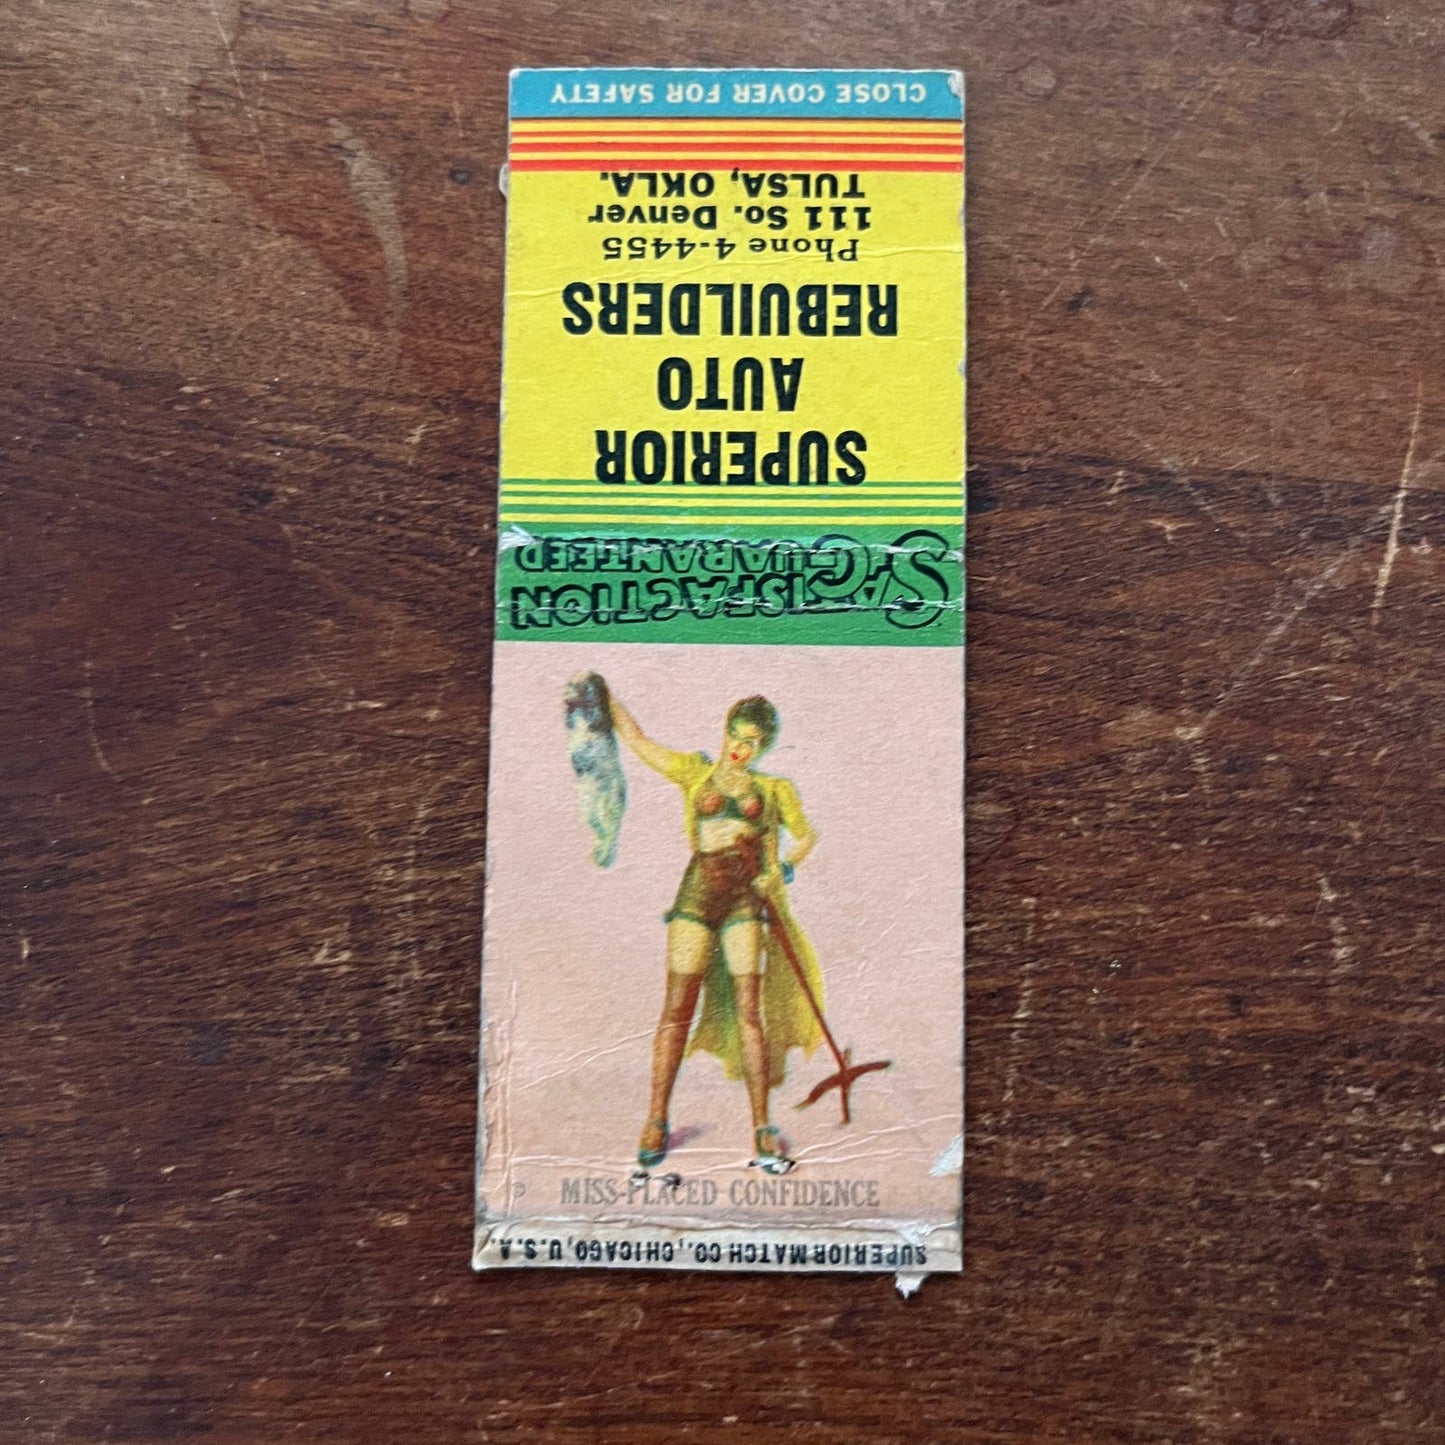 CLOSE COVER FOR SAFETY
SUPERIOR
AUTO
REBUILDERS
Phone 4-4455
111 So. Denver
TULSA, OKLA.
SATISFACTION
GUARANTEED
© MISS-PLACED CONFIDENCE
SUPERIOR MATCH CO., CHICAGO, U.S.A.